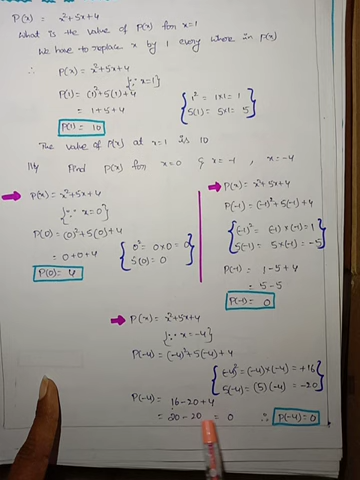 P(x) = x²+5x+4
What is the value of P(x) for x=1
We have to replace x by 1 every where in p(x)
∴ P(x) = x²+5x+4
{∵ x=1}
P(1) = (1)²+5(1)+4
= 1+5+4
P(1) = 10
{1² = 1×1 = 1
5(1) = 5×1 = 5}
The value of P(x) at x=1 is 10
|||ly Find P(x) for x=0 & x=-1, x=-4
P(x) = x²+5x+4
{∵ x=0}
P(0) = (0)²+5(0)+4
= 0+0+4
P(0) = 4
{0² = 0×0 = 0
5(0) = 0}
P(x) = x²+5x+4
P(-1) = (-1)²+5(-1)+4
{(-1)² = (-1)×(-1) = 1
5(-1) = 5×(-1) = -5}
P(-1) = 1-5+4
= 5-5
P(-1) = 0
P(x) = x²+5x+4
{∵ x=-4}
P(-4) = (-4)²+5(-4)+4
{(-4)² = (-4)×(-4) = +16
5(-4) = (5)(-4) = -20}
P(-4) = 16-20+4
= 20-20 = 0 ∴ P(-4) = 0